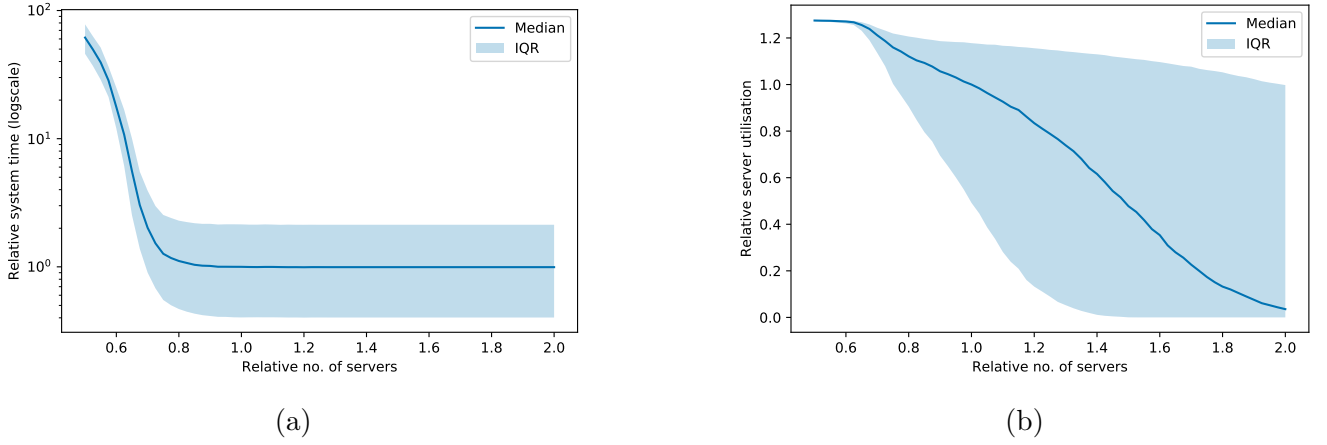 10²
10¹
10⁰
Relative system time (logscale)
Median
IQR
0.6 0.8 1.0 1.2 1.4 1.6 1.8 2.0
Relative no. of servers
(a)
1.2
1.0
0.8
0.6
0.4
0.2
0.0
Relative server utilisation
Median
IQR
0.6 0.8 1.0 1.2 1.4 1.6 1.8 2.0
Relative no. of servers
(b)